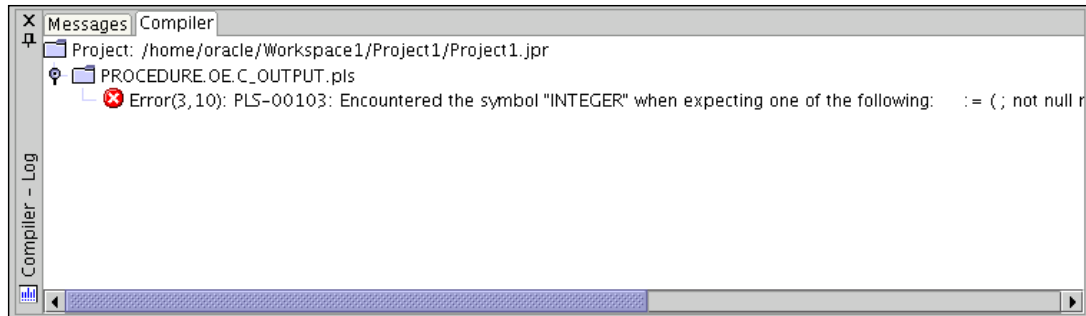 Messages Compiler
Project: /home/oracle/Workspace1/Project1/Project1.jpr
PROCEDURE.OE.C_OUTPUT.pls
Error(3,10): PLS-00103: Encountered the symbol "INTEGER" when expecting one of the following: := ( ; not null r
Compiler - Log